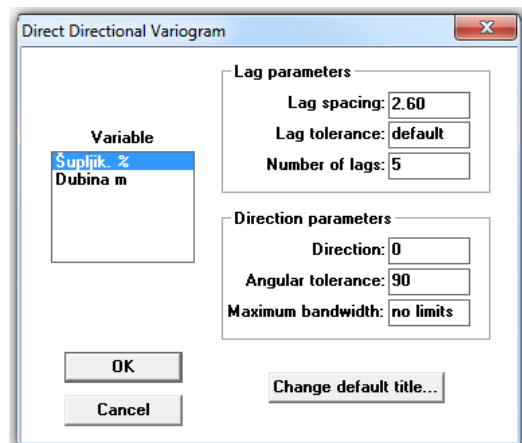 Direct Directional Variogram
x
Variable
Šupljik. %
Dubina m
Lag parameters
Lag spacing: 2.60
Lag tolerance: default
Number of lags: 5
Direction parameters
Direction: 0
Angular tolerance: 90
Maximum bandwidth: no limits
OK
Cancel
Change default title...